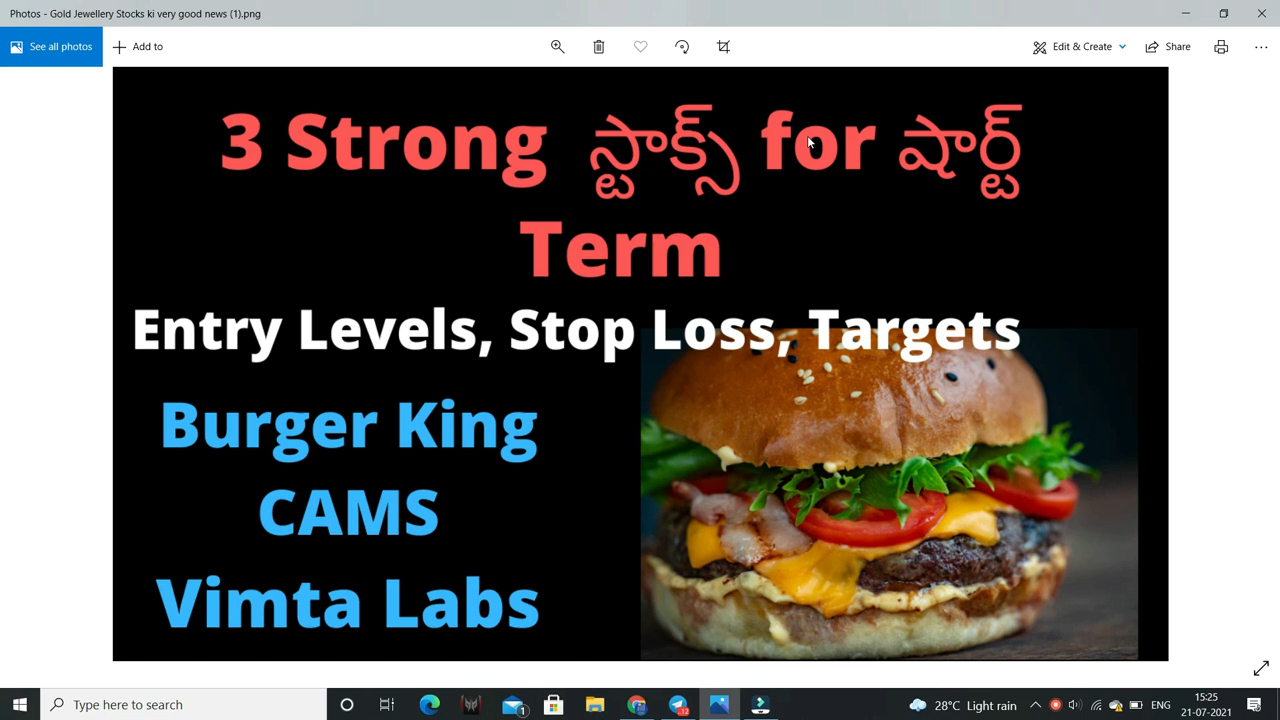 Photos - Gold Jewellery Stocks ki very good news (1).png
See all photos
Add to
Edit & Create
Share
3 Strong స్టాక్స్ for షార్ట్
Term
Entry Levels, Stop Loss, Targets
Burger King
CAMS
Vimta Labs
Type here to search
1
12
28°C Light rain
ENG
15:25
21-07-2021